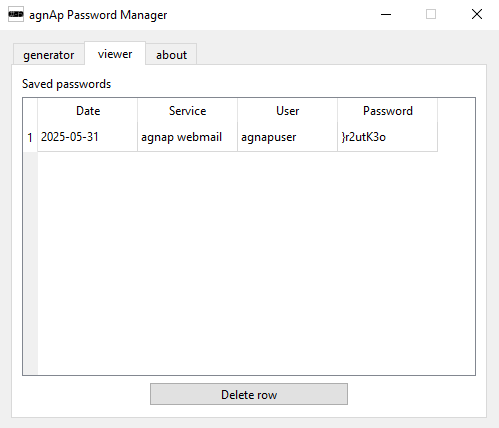 agnAp Password Manager
generator viewer about
Saved passwords
Date Service User Password
1 2025-05-31 agnap webmail agnapuser }r2utK3o
Delete row